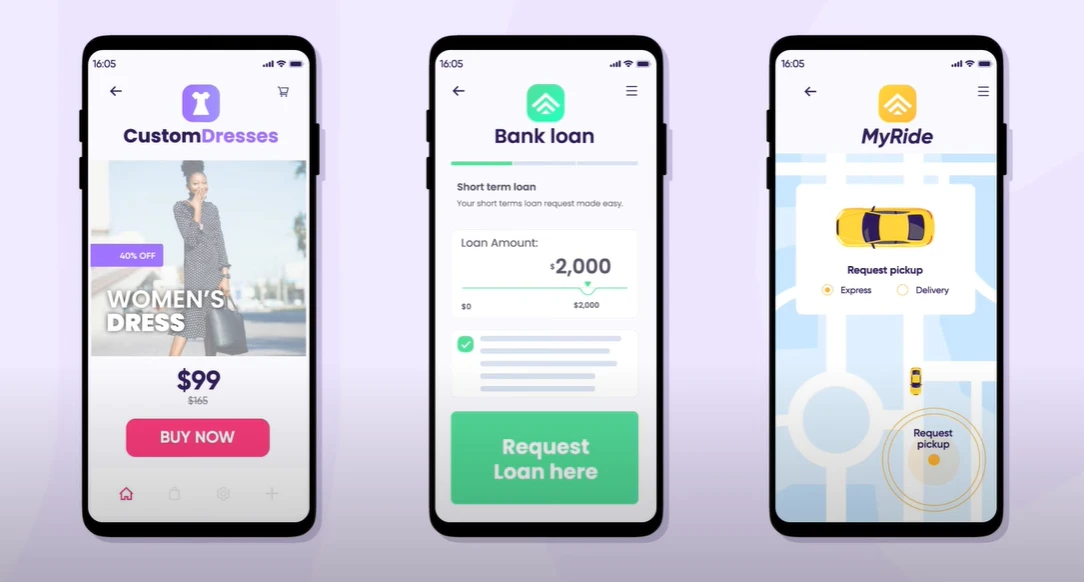 16:05
CustomDresses
40% OFF
WOMEN'S
DRESS
$99
$165
BUY NOW
16:05
Bank loan
Short term loan
Your short terms loan request made easy.
Loan Amount:
$2,000
$0
$2,000
Request
Loan here
16:05
MyRide
Request pickup
Express
Delivery
Request
pickup